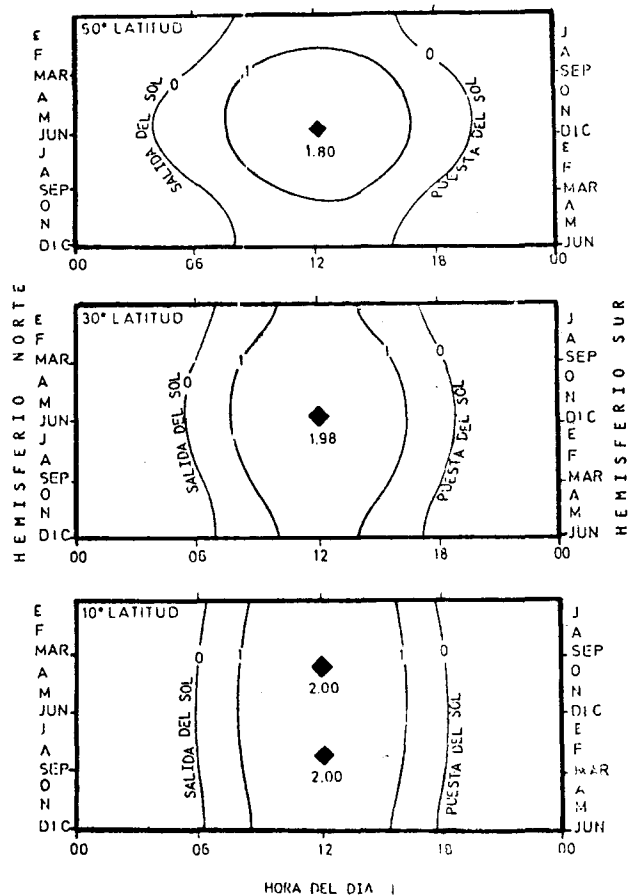 50° LATITUD
E
F
MAR
A
M
JUN
J
A
SEP
O
N
DIC
0
1
1.80
0
SALIDA DEL SOL
PUESTA DEL SOL
J
A
SEP
O
N
DIC
E
F
MAR
A
M
JUN
00
06
12
18
00
HEMISFERIO NORTE
HEMISFERIO SUR
30° LATITUD
E
F
MAR
A
M
JUN
J
A
SEP
O
N
DIC
0
1
1.98
1
0
SALIDA DEL SOL
PUESTA DEL SOL
J
A
SEP
O
N
DIC
E
F
MAR
A
M
JUN
00
06
12
18
00
10° LATITUD
E
F
MAR
A
M
JUN
J
A
SEP
O
N
DIC
0
1
2.00
2.00
1
0
SALIDA DEL SOL
PUESTA DEL SOL
J
A
SEP
O
N
DIC
E
F
MAR
A
M
JUN
00
06
12
18
00
HORA DEL DIA